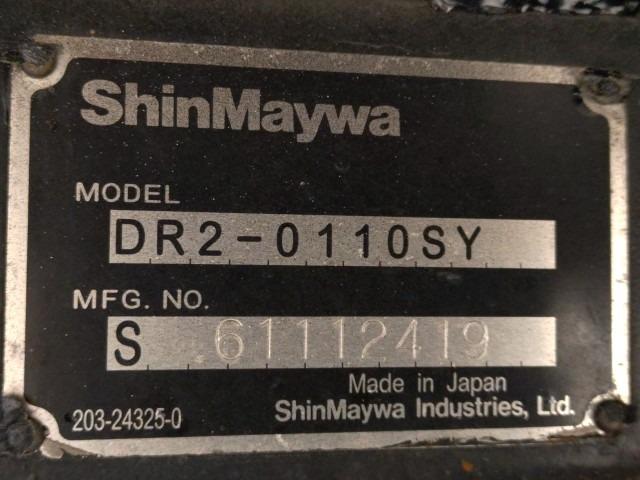 ShinMaywa
MODEL
DR2-0110SY
MFG. NO.
S 61112419
Made in Japan
203-24325-0 ShinMaywa Industries, Ltd.